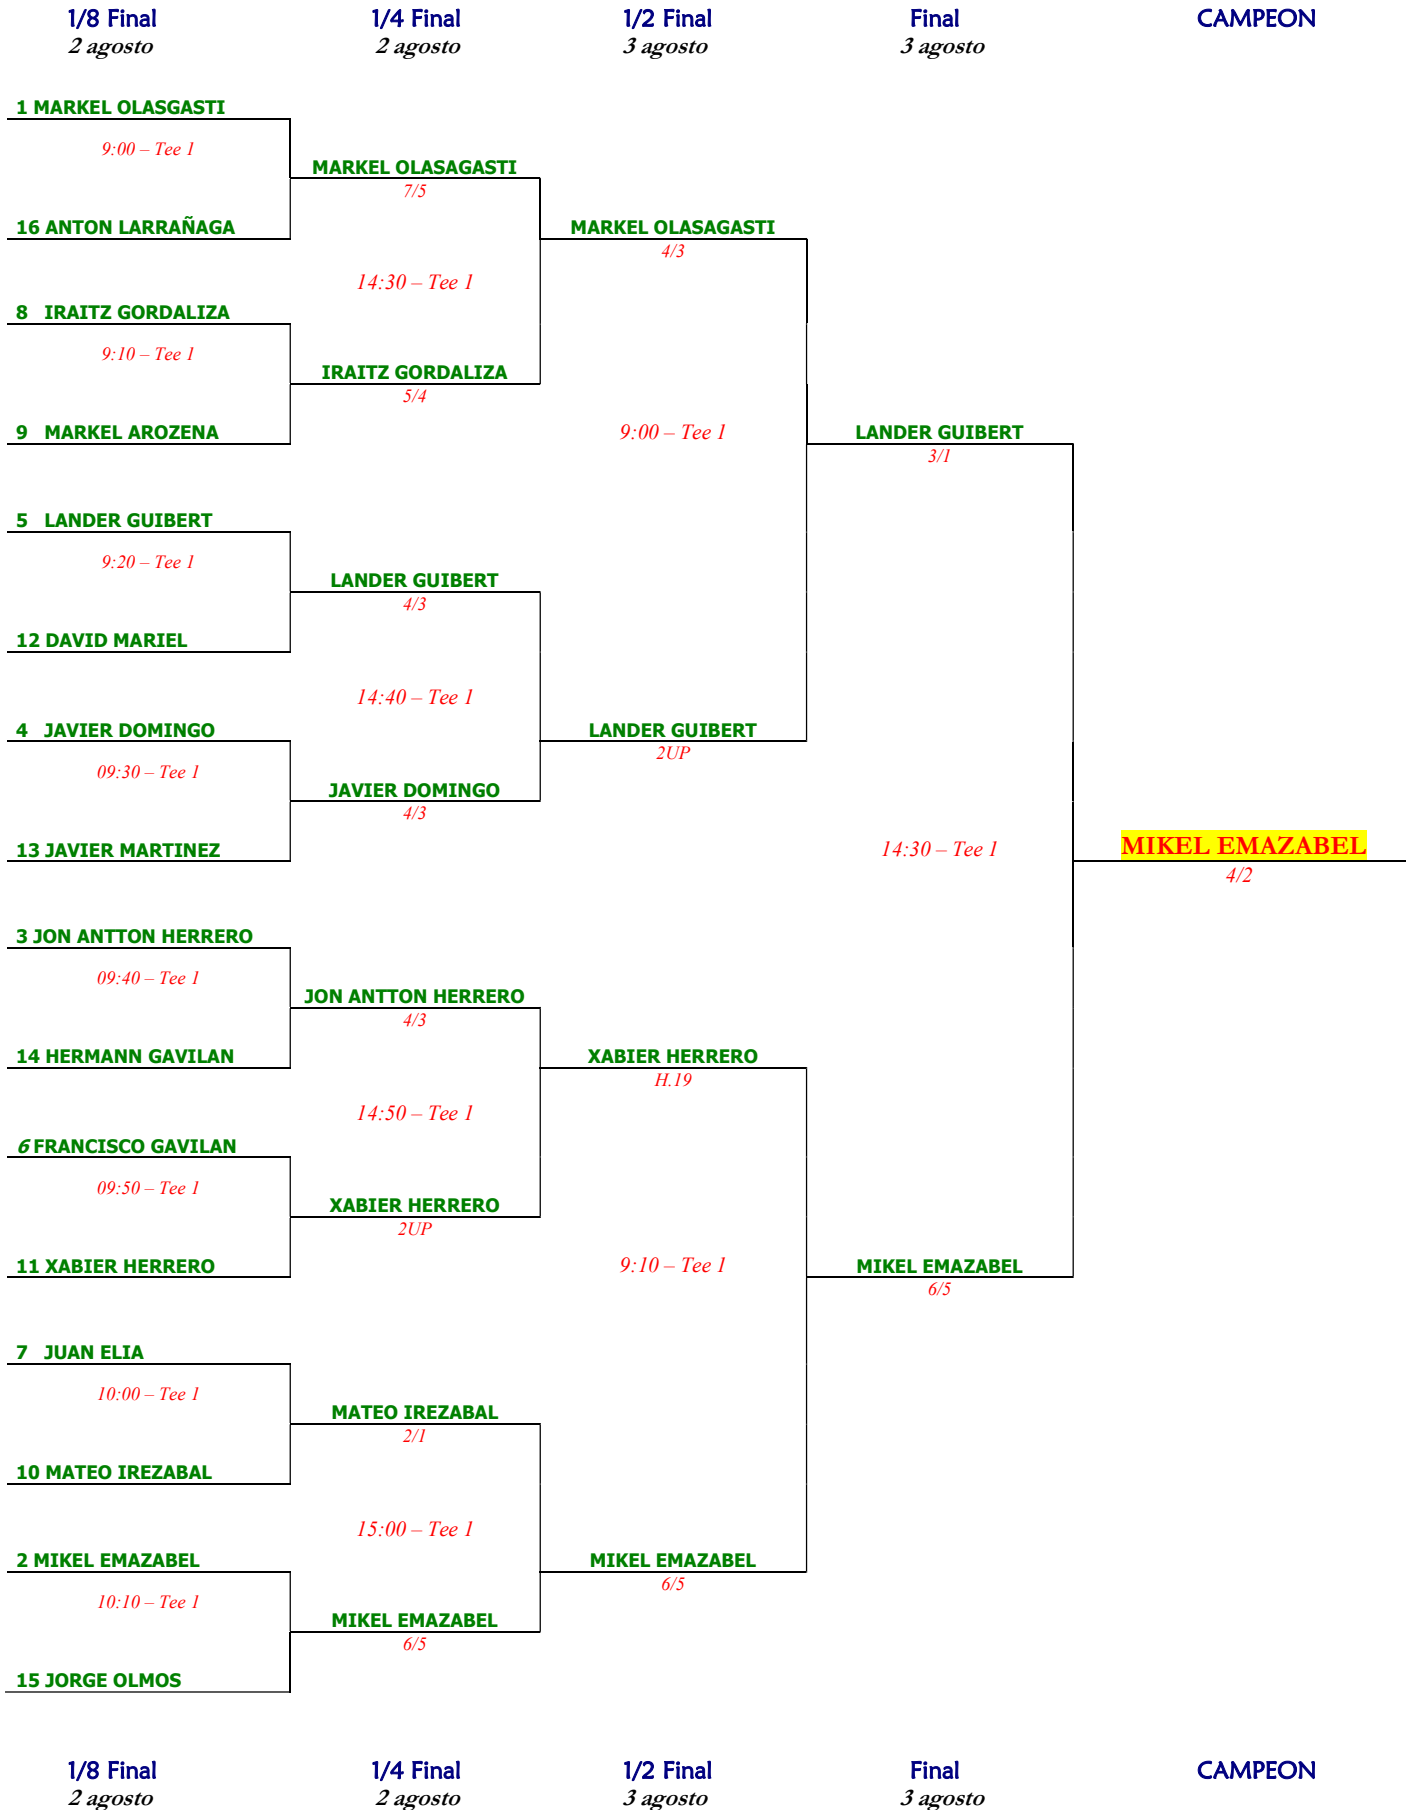 1/8 Final 1/4 Final 1/2 Final Final CAMPEON
2 agosto 2 agosto 3 agosto 3 agosto
1 MARKEL OLASGASTI
9:00 – Tee 1
MARKEL OLASAGASTI
7/5
16 ANTON LARRAÑAGA MARKEL OLASAGASTI
4/3
14:30 – Tee 1
8 IRAITZ GORDALIZA
9:10 – Tee 1
IRAITZ GORDALIZA
5/4
9 MARKEL AROZENA 9:00 – Tee 1 LANDER GUIBERT
3/1
5 LANDER GUIBERT
9:20 – Tee 1
LANDER GUIBERT
4/3
12 DAVID MARIEL
14:40 – Tee 1
4 JAVIER DOMINGO LANDER GUIBERT
2UP
09:30 – Tee 1
JAVIER DOMINGO
4/3
13 JAVIER MARTINEZ 14:30 – Tee 1 MIKEL EMAZABEL
4/2
3 JON ANTTON HERRERO
09:40 – Tee 1
JON ANTTON HERRERO
4/3
14 HERMANN GAVILAN XABIER HERRERO
H.19
14:50 – Tee 1
6 FRANCISCO GAVILAN
09:50 – Tee 1
XABIER HERRERO
2UP
11 XABIER HERRERO 9:10 – Tee 1 MIKEL EMAZABEL
6/5
7 JUAN ELIA
10:00 – Tee 1
MATEO IREZABAL
2/1
10 MATEO IREZABAL
15:00 – Tee 1
2 MIKEL EMAZABEL MIKEL EMAZABEL
6/5
10:10 – Tee 1
MIKEL EMAZABEL
6/5
15 JORGE OLMOS
1/8 Final 1/4 Final 1/2 Final Final CAMPEON
2 agosto 2 agosto 3 agosto 3 agosto